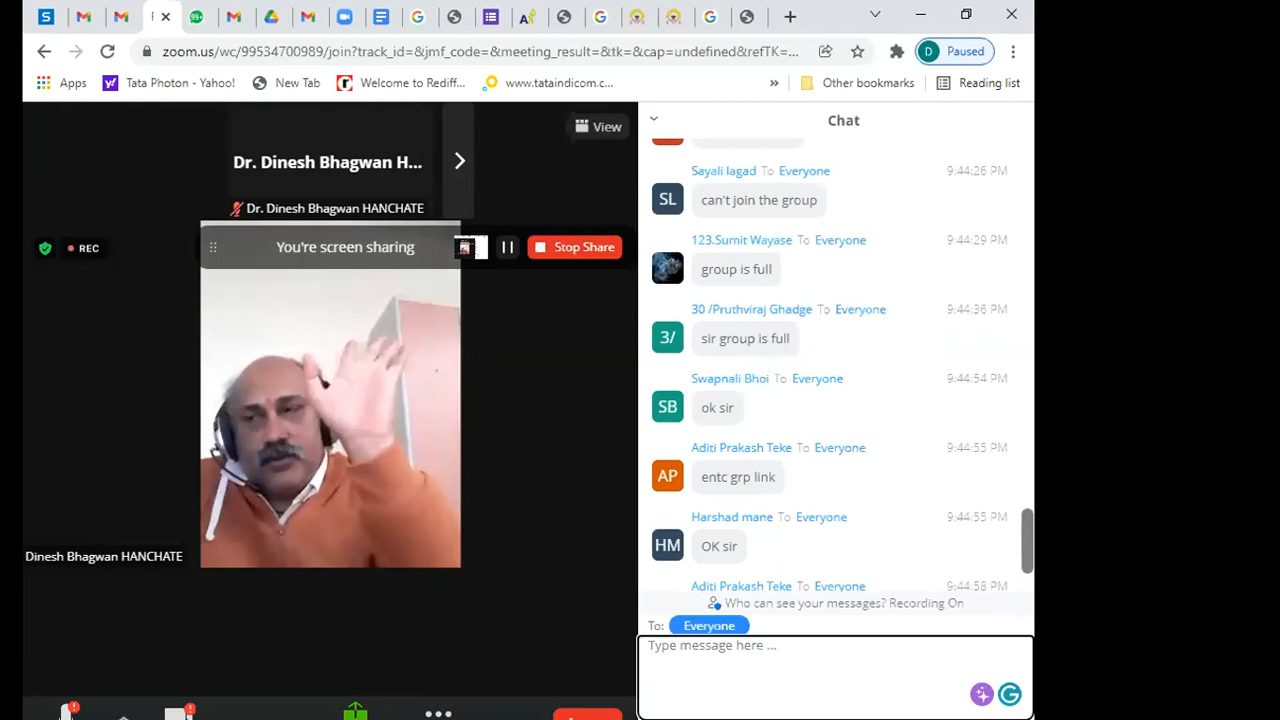 S
99+
zoom.us/wc/99534700989/join?track_id=&jmf_code=&meeting_result=&tk=&cap=undefined&refTK=...
D Paused
Apps
Tata Photon - Yahoo!
New Tab
Welcome to Rediff...
www.tataindicom.c...
»
Other bookmarks
Reading list
Dr. Dinesh Bhagwan H...
Dr. Dinesh Bhagwan HANCHATE
View
REC
You're screen sharing
Stop Share
Dinesh Bhagwan HANCHATE
Chat
Sayali lagad To Everyone 9:44:26 PM
SL can't join the group
123.Sumit Wayase To Everyone 9:44:29 PM
group is full
30 /Pruthviraj Ghadge To Everyone 9:44:36 PM
3/ sir group is full
Swapnali Bhoi To Everyone 9:44:54 PM
SB ok sir
Aditi Prakash Teke To Everyone 9:44:55 PM
AP entc grp link
Harshad mane To Everyone 9:44:55 PM
HM OK sir
Aditi Prakash Teke To Everyone 9:44:58 PM
Who can see your messages? Recording On
To: Everyone
Type message here ...